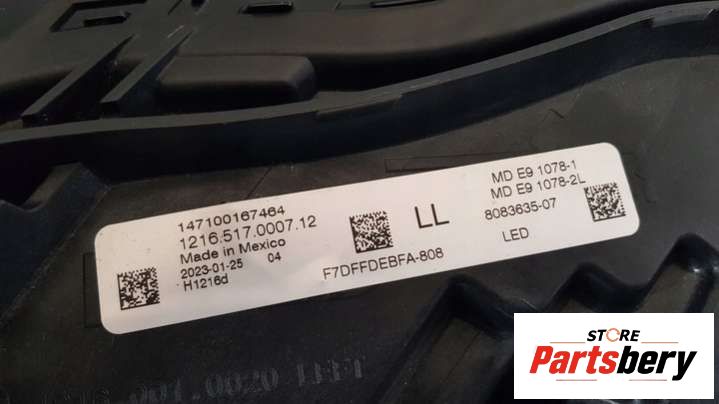 147100167464
1216.517.0007.12
Made in Mexico
2023-01-25 04
H1216d
F7DFFDEBFA-808
LL
MD E9 1078-1
MD E9 1078-2L
8083635-07
LED
STORE
Partsbery